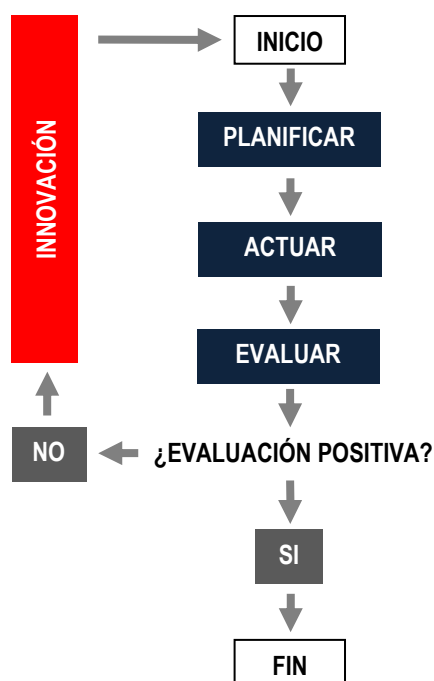 INICIO
INNOVACIÓN
PLANIFICAR
ACTUAR
EVALUAR
NO
¿EVALUACIÓN POSITIVA?
SI
FIN